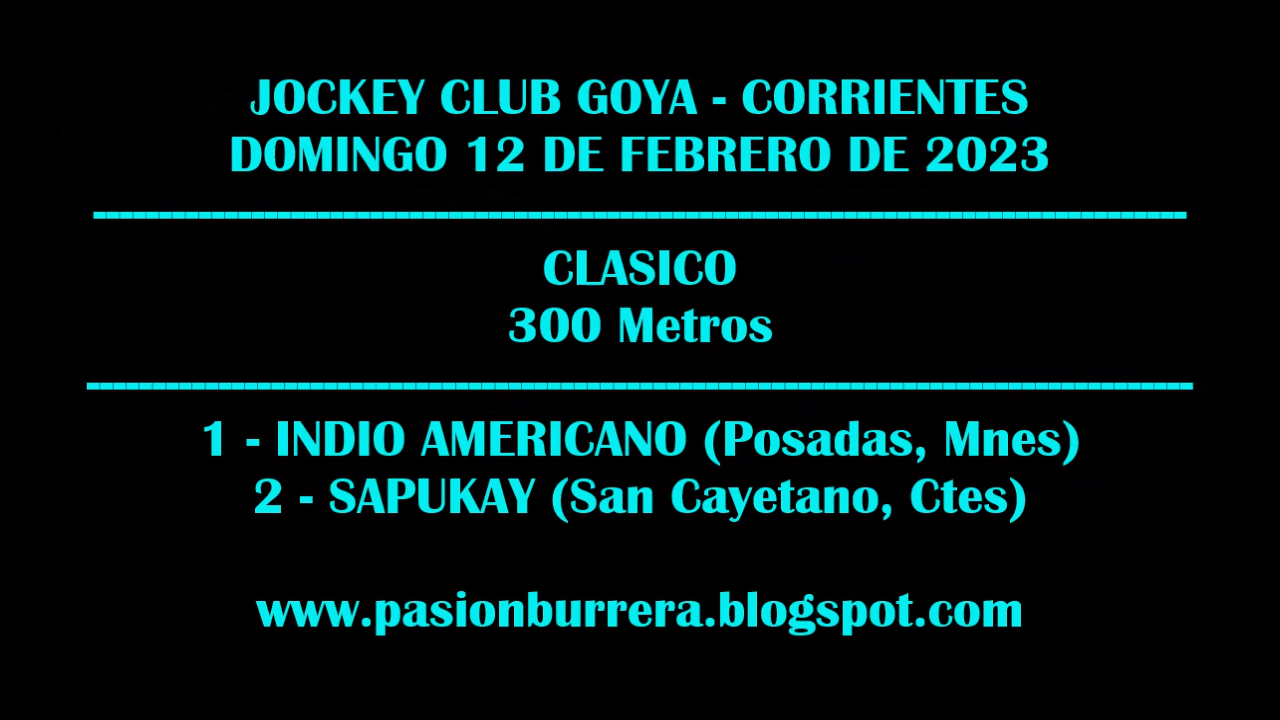 JOCKEY CLUB GOYA - CORRIENTES
DOMINGO 12 DE FEBRERO DE 2023
CLASICO
300 Metros
1 - INDIO AMERICANO (Posadas, Mnes)
2 - SAPUKAY (San Cayetano, Ctes)
www.pasionburrera.blogspot.com